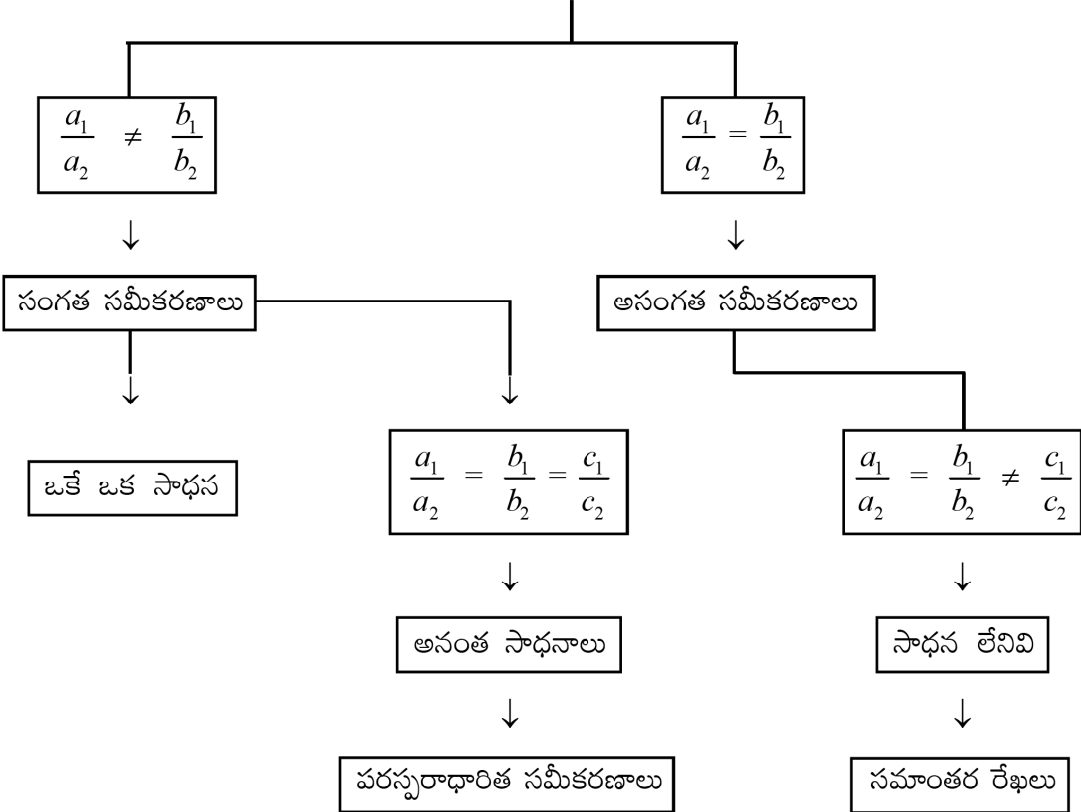 a₁/a₂ ≠ b₁/b₂
a₁/a₂ = b₁/b₂
↓
↓
సంగత సమీకరణాలు
అసంగత సమీకరణాలు
↓
↓
ఒకే ఒక సాధస
a₁/a₂ = b₁/b₂ = c₁/c₂
a₁/a₂ = b₁/b₂ ≠ c₁/c₂
↓
↓
అనంత సాధనాలు
సాధన లేనివి
↓
↓
పరస్పరాధారిత సమీకరణాలు
సమాంతర రేఖలు